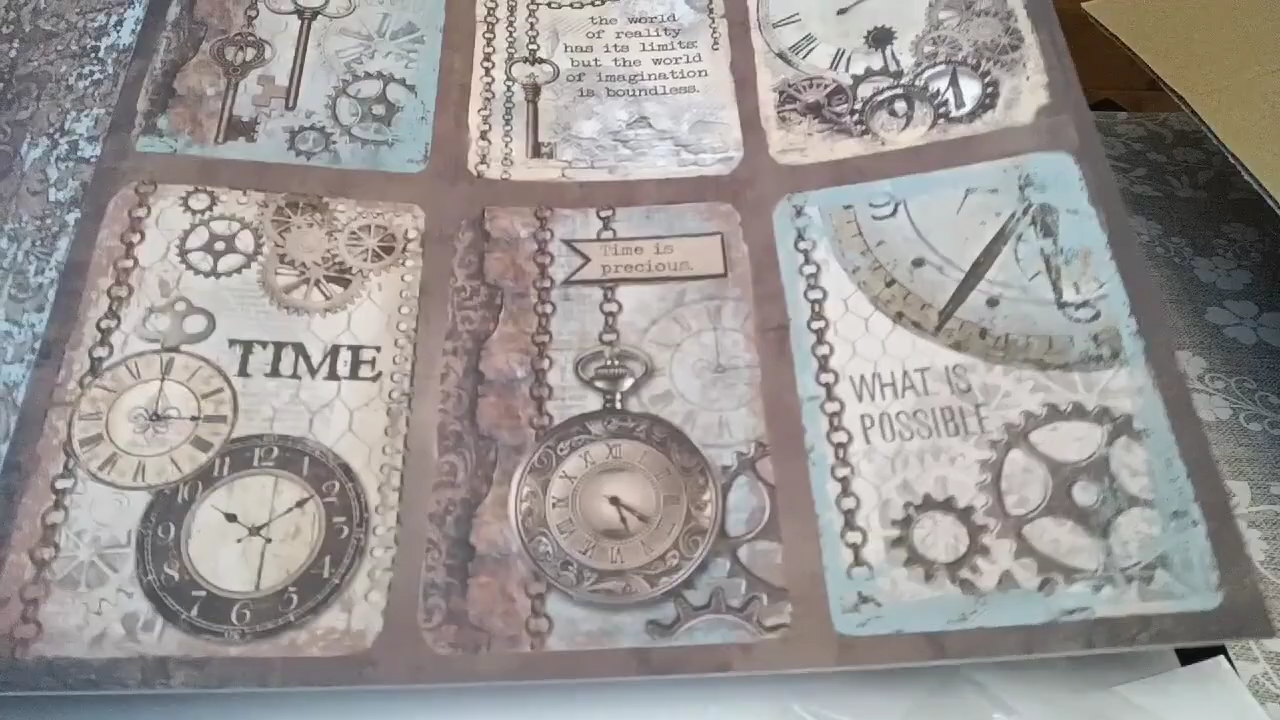 the world
of reality
has its limits;
but the world
of imagination
is boundless.
Time is
precious.
TIME
WHAT IS
POSSIBLE